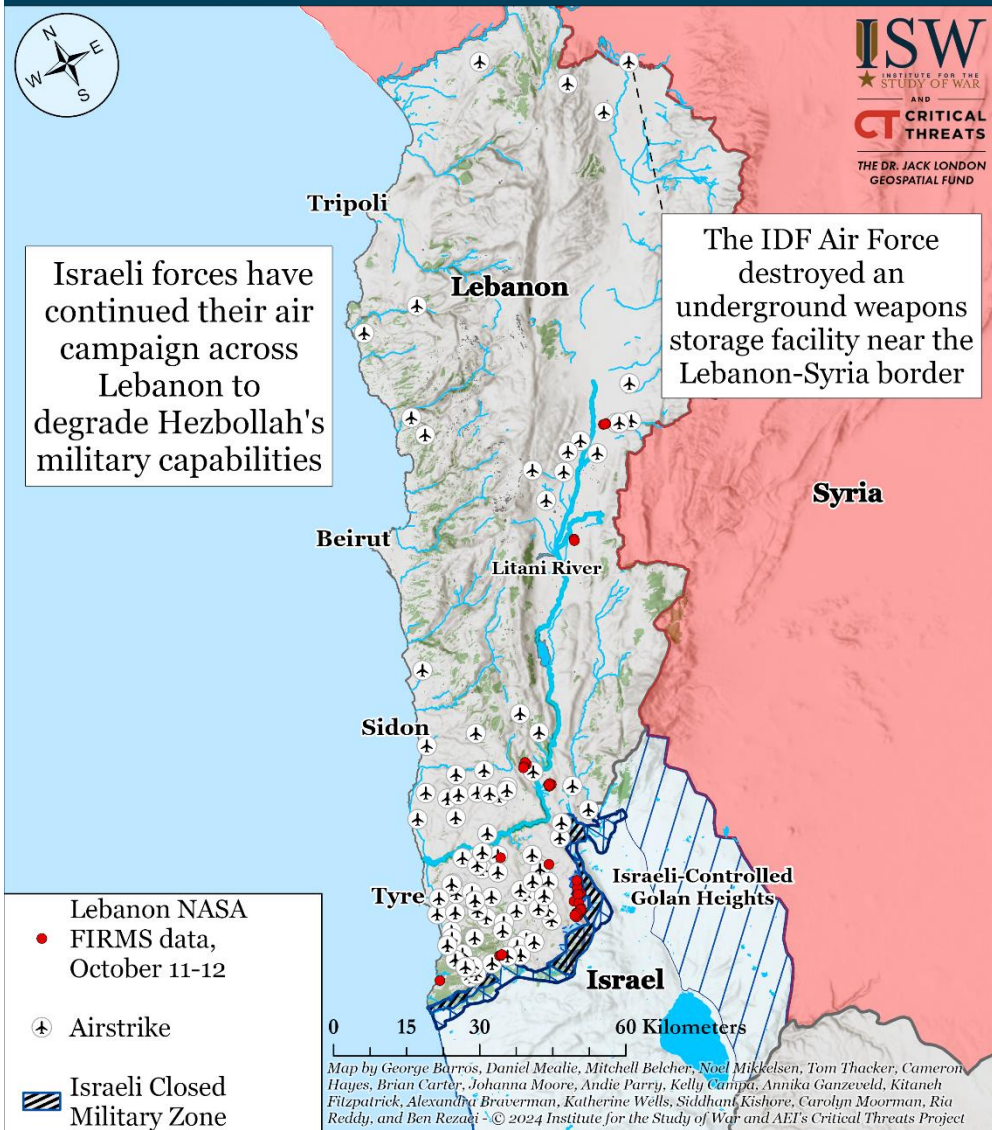 N
E
W
S
ISW
INSTITUTE FOR THE
STUDY OF WAR
AND
CT CRITICAL
THREATS
THE DR. JACK LONDON
GEOSPATIAL FUND
Tripoli
Israeli forces have
continued their air
campaign across
Lebanon to
degrade Hezbollah's
military capabilities
Lebanon
The IDF Air Force
destroyed an
underground weapons
storage facility near the
Lebanon-Syria border
Syria
Beirut
Litani River
Sidon
Tyre
Israeli-Controlled
Golan Heights
Israel
Lebanon NASA
FIRMS data,
October 11-12
Airstrike
Israeli Closed
Military Zone
0 15 30 60 Kilometers
Map by George Barros, Daniel Mealie, Mitchell Belcher, Noel Mikkelsen, Tom Thacker, Cameron
Hayes, Brian Carter, Johanna Moore, Andie Parry, Kelly Campa, Annika Ganzeveld, Kitaneh
Fitzpatrick, Alexandra Braverman, Katherine Wells, Siddhant Kishore, Carolyn Moorman, Ria
Reddy, and Ben Rezaei - © 2024 Institute for the Study of War and AEI's Critical Threats Project